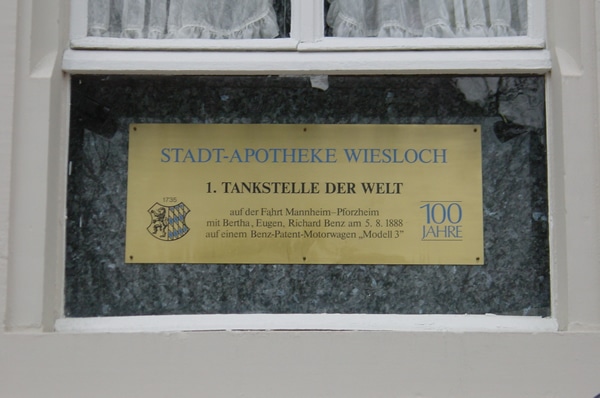 STADT-APOTHEKE WIESLOCH
1. TANKSTELLE DER WELT
auf der Fahrt Mannheim–Pforzheim
mit Bertha, Eugen, Richard Benz am 5. 8. 1888
auf einem Benz-Patent-Motorwagen „Modell 3"
1735
100
JAHRE